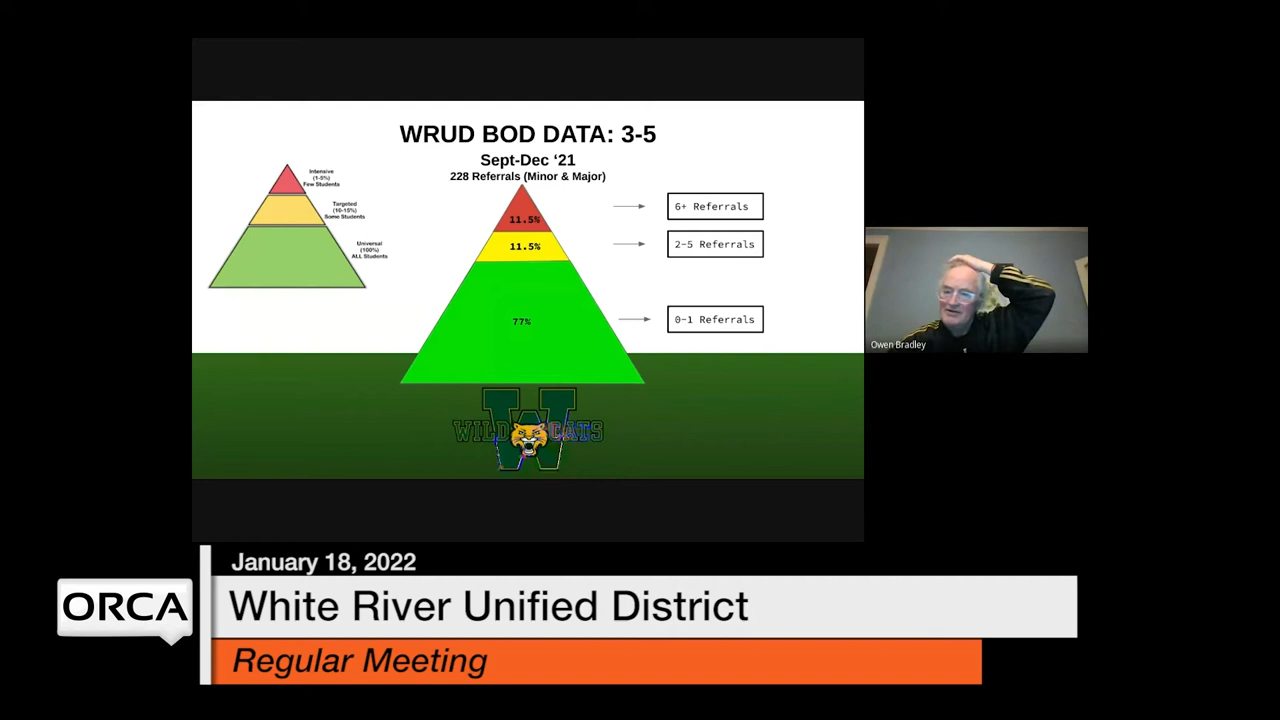 WRUD BOD DATA: 3-5
Sept-Dec ‘21
228 Referrals (Minor & Major)
Intensive
(1-5%)
Few Students
Targeted
(10-15%)
Some Students
Universal
(100%)
ALL Students
11.5%
6+ Referrals
11.5%
2-5 Referrals
77%
0-1 Referrals
Owen Bradley
WILDCATS
January 18, 2022
ORCA
White River Unified District
Regular Meeting